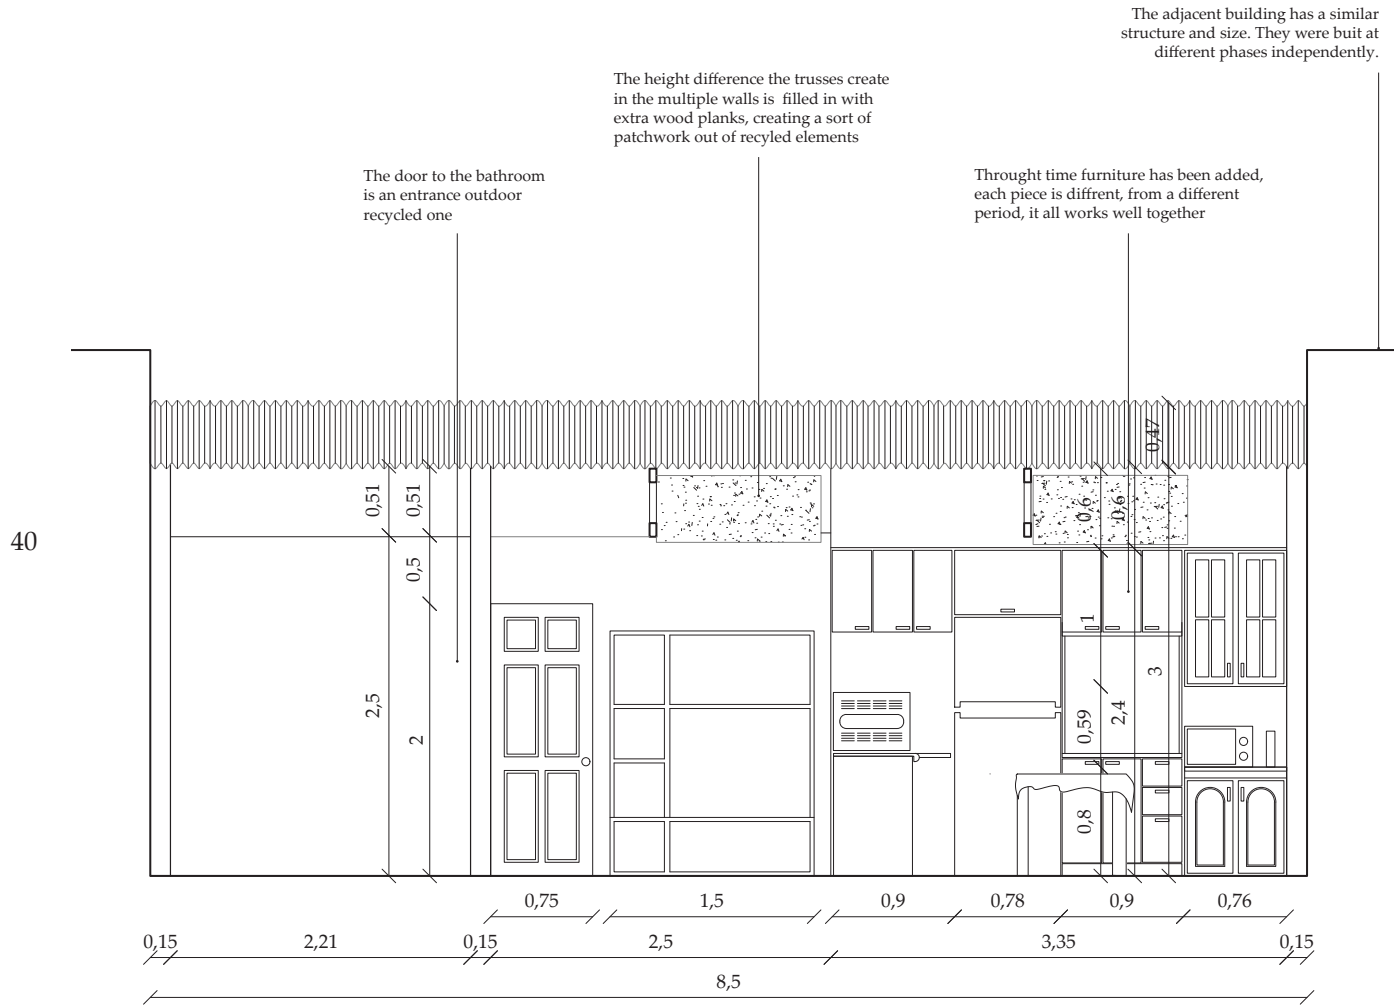 The adjacent building has a similar
structure and size. They were buit at
different phases independently.
The height difference the trusses create
in the multiple walls is filled in with
extra wood planks, creating a sort of
patchwork out of recyled elements
The door to the bathroom
is an entrance outdoor
recycled one
Throught time furniture has been added,
each piece is diffrent, from a different
period, it all works well together
40
0,47
0,51
0,51
0,6
0,6
0,5
1
3
2,5
2
0,59
2,4
0,8
0,75
1,5
0,9
0,78
0,9
0,76
0,15
2,21
0,15
2,5
3,35
0,15
8,5